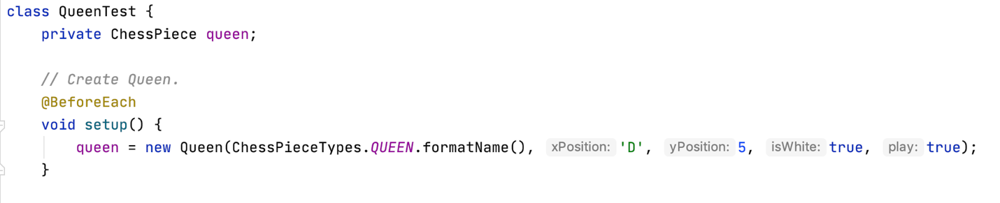 class QueenTest {
private ChessPiece queen;
// Create Queen.
@BeforeEach
void setup() {
queen = new Queen(ChessPieceTypes.QUEEN.formatName(), xPosition: 'D', yPosition: 5, isWhite: true, play: true);
}